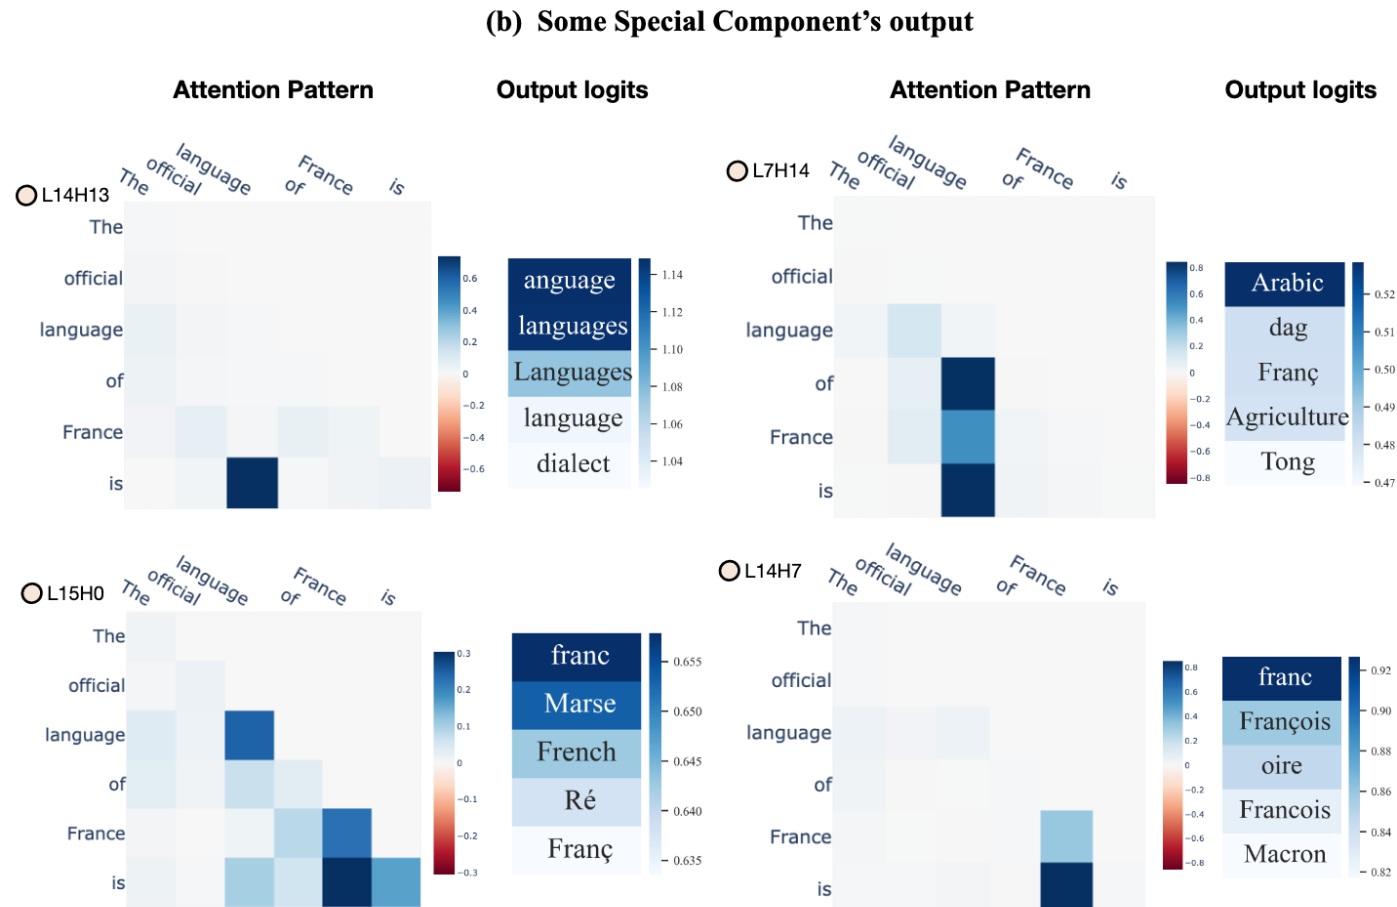 (b) Some Special Component's output
Attention Pattern
Output logits
Attention Pattern
Output logits
L14H13
The
official
language
of
France
is
The
official
language
of
France
is
0.6
0.4
0.2
0
−0.2
−0.4
−0.6
anguage
languages
Languages
language
dialect
1.14
1.12
1.10
1.08
1.06
1.04
L7H14
The
official
language
of
France
is
The
official
language
of
France
is
0.8
0.6
0.4
0.2
0
−0.2
−0.4
−0.6
−0.8
Arabic
dag
Franç
Agriculture
Tong
0.52
0.51
0.50
0.49
0.48
0.47
L15H0
The
official
language
of
France
is
The
official
language
of
France
is
0.3
0.2
0.1
0
−0.1
−0.2
−0.3
franc
Marse
French
Ré
Franç
0.655
0.650
0.645
0.640
0.635
L14H7
The
official
language
of
France
is
The
official
language
of
France
is
0.8
0.6
0.4
0.2
0
−0.2
−0.4
−0.6
−0.8
franc
François
oire
Francois
Macron
0.92
0.90
0.88
0.86
0.84
0.82